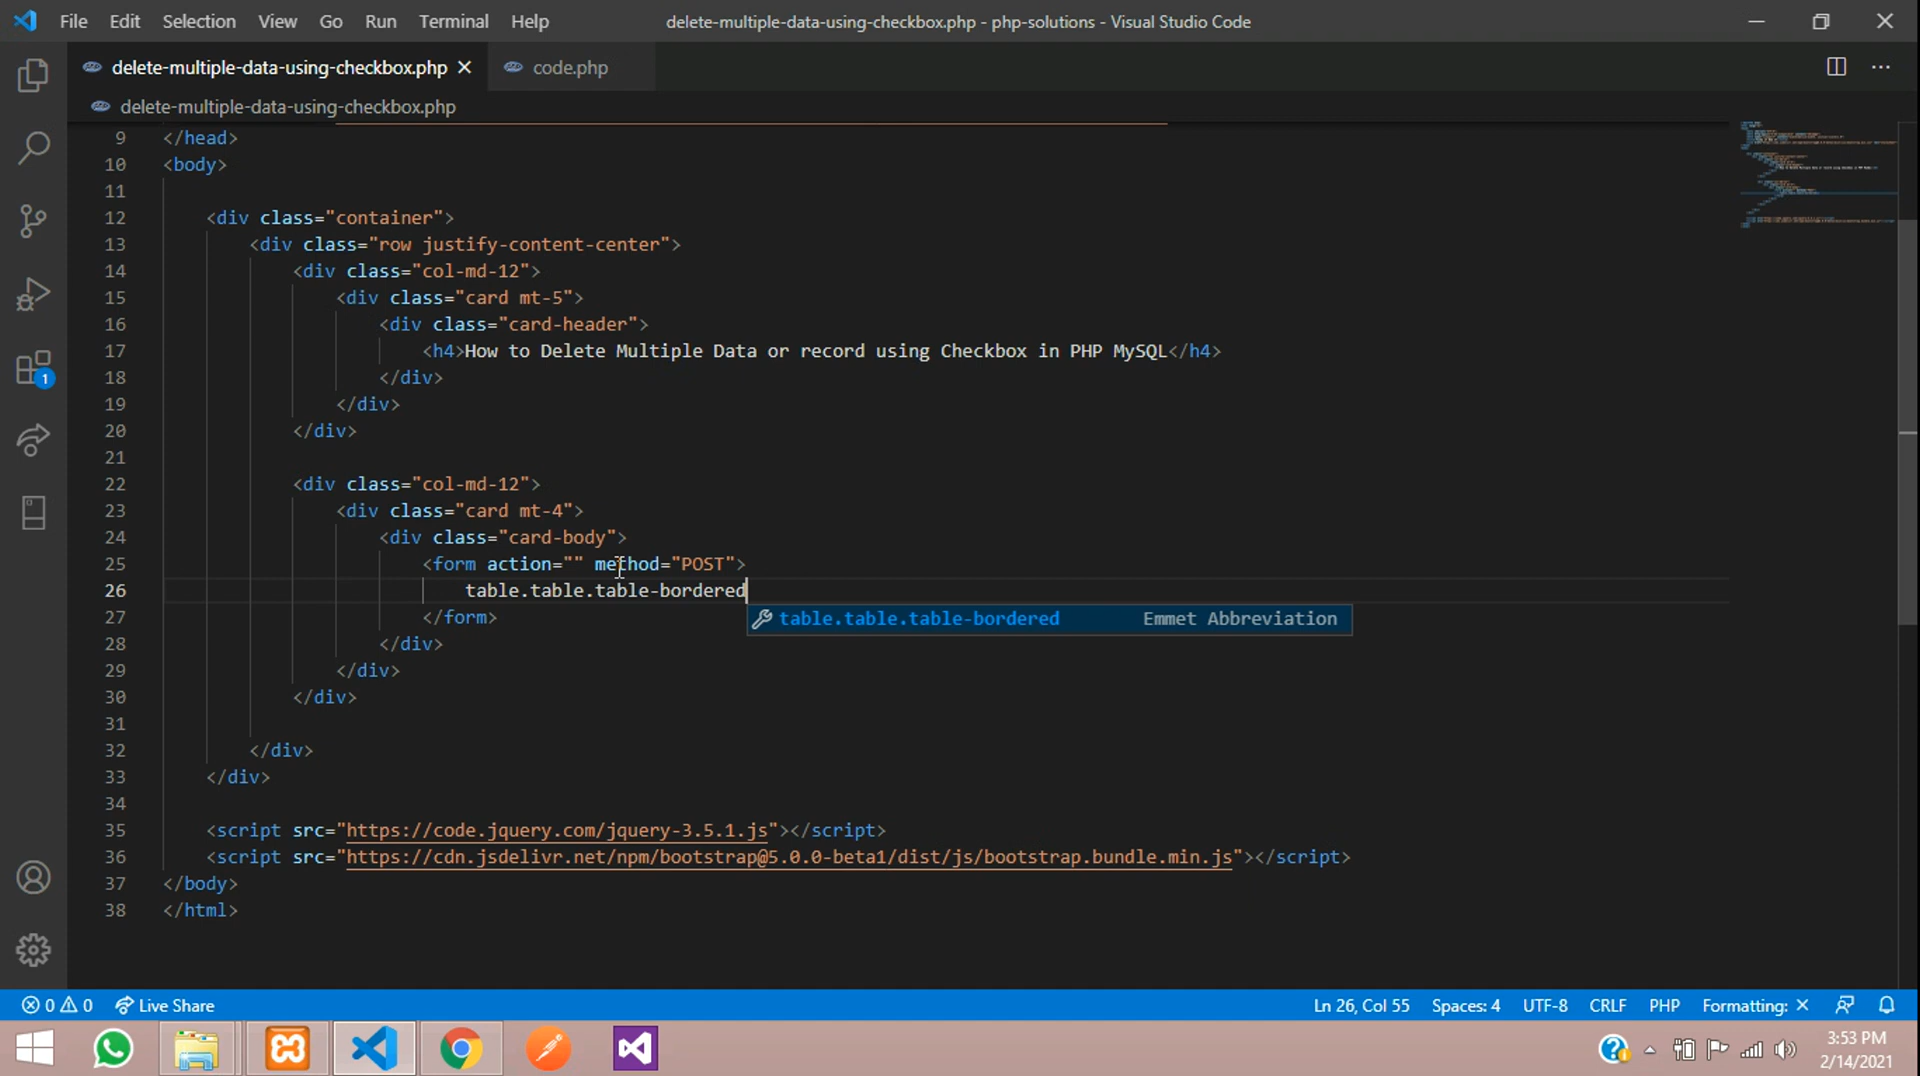 File Edit Selection View Go Run Terminal Help
delete-multiple-data-using-checkbox.php - php-solutions - Visual Studio Code
delete-multiple-data-using-checkbox.php
code.php
delete-multiple-data-using-checkbox.php
9 </head>
10 <body>
11
12 <div class="container">
13 <div class="row justify-content-center">
14 <div class="col-md-12">
15 <div class="card mt-5">
16 <div class="card-header">
17 <h4>How to Delete Multiple Data or record using Checkbox in PHP MySQL</h4>
18 </div>
19 </div>
20 </div>
21
22 <div class="col-md-12">
23 <div class="card mt-4">
24 <div class="card-body">
25 <form action="" method="POST">
26 table.table.table-bordered
table.table.table-bordered Emmet Abbreviation
27 </form>
28 </div>
29 </div>
30 </div>
31
32 </div>
33 </div>
34
35 <script src="https://code.jquery.com/jquery-3.5.1.js"></script>
36 <script src="https://cdn.jsdelivr.net/npm/bootstrap@5.0.0-beta1/dist/js/bootstrap.bundle.min.js"></script>
37 </body>
38 </html>
1
0 0 Live Share
Ln 26, Col 55 Spaces: 4 UTF-8 CRLF PHP Formatting: ×
3:53 PM
2/14/2021